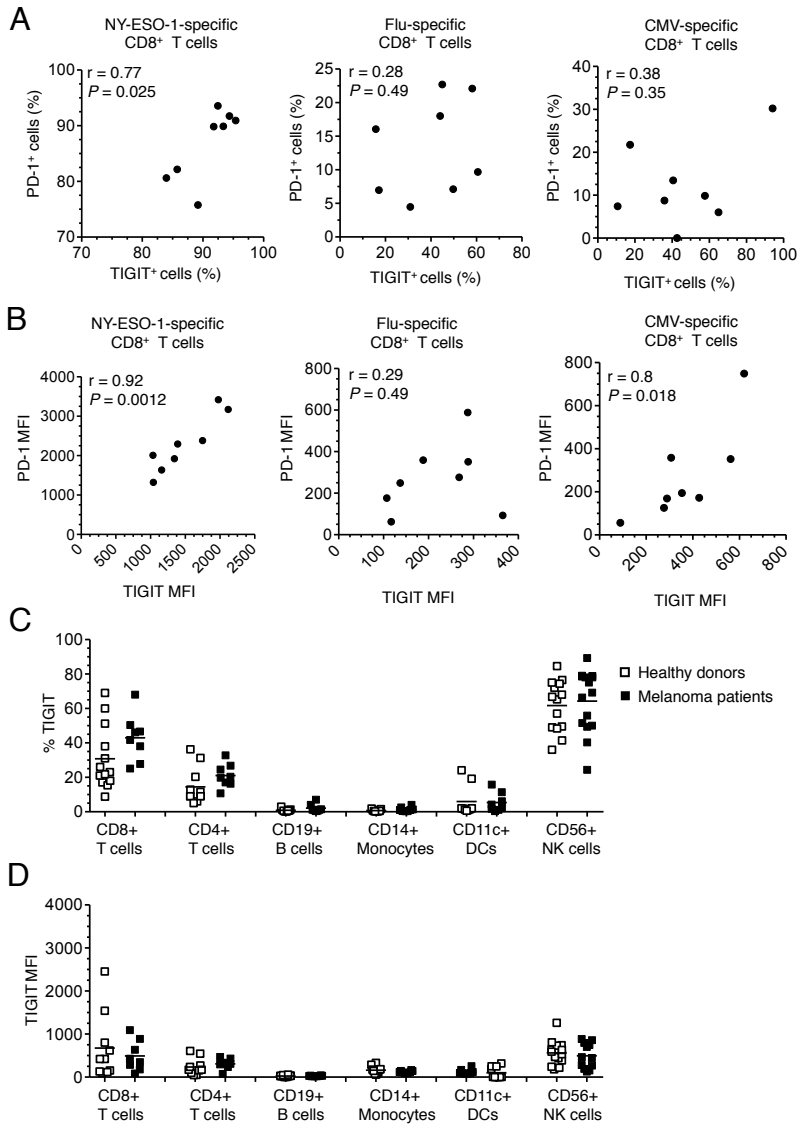 A
NY-ESO-1-specific
CD8+ T cells
r = 0.77
P = 0.025
PD-1+ cells (%)
100
90
80
70
70 80 90 100
TIGIT+ cells (%)
Flu-specific
CD8+ T cells
r = 0.28
P = 0.49
PD-1+ cells (%)
25
20
15
10
5
0
0 20 40 60 80
TIGIT+ cells (%)
CMV-specific
CD8+ T cells
r = 0.38
P = 0.35
PD-1+ cells (%)
40
30
20
10
0
0 20 40 60 80 100
TIGIT+ cells (%)
B
NY-ESO-1-specific
CD8+ T cells
r = 0.92
P = 0.0012
PD-1 MFI
4000
3000
2000
1000
0
0 500 1000 1500 2000 2500
TIGIT MFI
Flu-specific
CD8+ T cells
r = 0.29
P = 0.49
PD-1 MFI
800
600
400
200
0
0 100 200 300 400
TIGIT MFI
CMV-specific
CD8+ T cells
r = 0.8
P = 0.018
PD-1 MFI
800
600
400
200
0
0 200 400 600 800
TIGIT MFI
C
% TIGIT
100
80
60
40
20
0
CD8+ CD4+ CD19+ CD14+ CD11c+ CD56+
T cells T cells B cells Monocytes DCs NK cells
Healthy donors
Melanoma patients
D
TIGIT MFI
4000
3000
2000
1000
0
CD8+ CD4+ CD19+ CD14+ CD11c+ CD56+
T cells T cells B cells Monocytes DCs NK cells